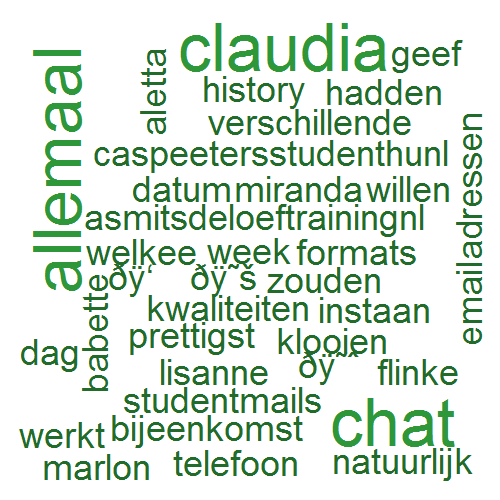 claudia geef
aletta
history hadden
allemaal
verschillende
caspeetersstudenthunl
datum miranda willen
asmitsdeloeftrainingnl
emailadressen
welkee week formats
ðÿ‘ ðÿ˜š zouden
babette
kwaliteiten instaan
prettigst klooien
dag
lisanne ðÿ˜ˆ flinke
studentmails
chat
werkt bijeenkomst
marlon telefoon natuurlijk